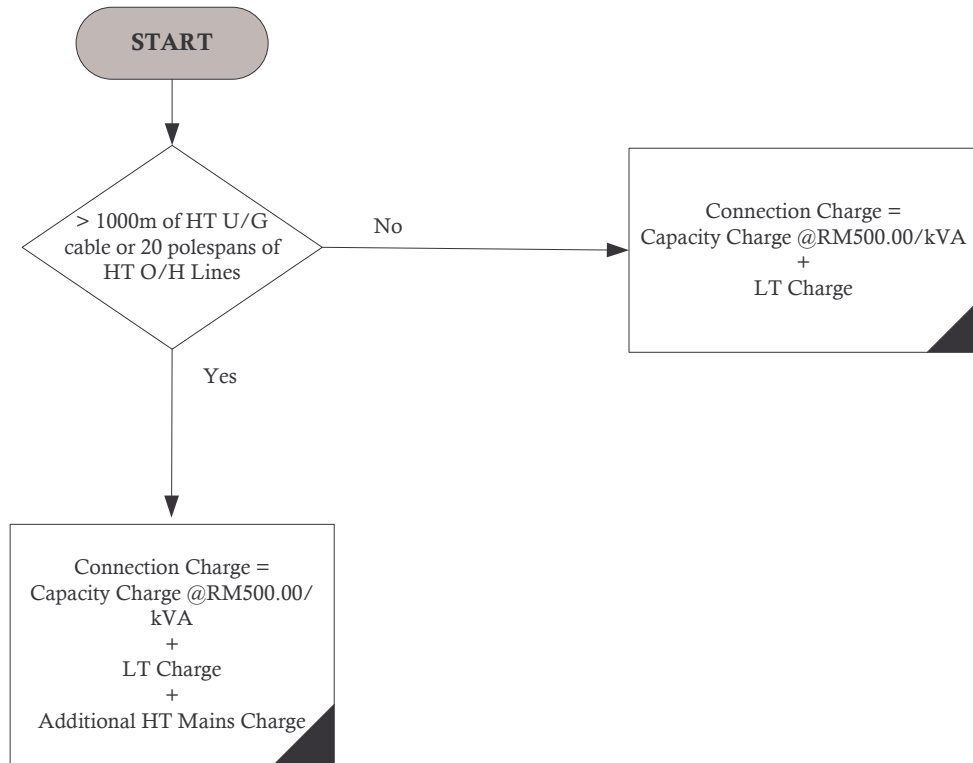 START
> 1000m of HT U/G
cable or 20 polespans of
HT O/H Lines
No
Connection Charge =
Capacity Charge @RM500.00/kVA
+
LT Charge
Yes
Connection Charge =
Capacity Charge @RM500.00/
kVA
+
LT Charge
+
Additional HT Mains Charge